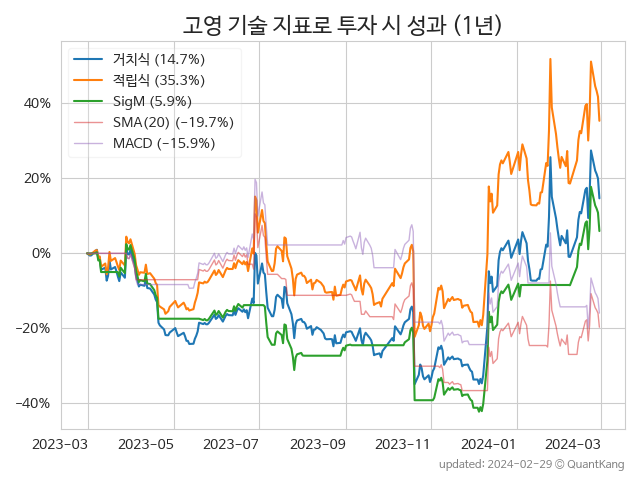 고영 기술 지표로 투자 시 성과 (1년)
거치식 (14.7%)
적립식 (35.3%)
SigM (5.9%)
SMA(20) (−19.7%)
MACD (−15.9%)
40%
20%
0%
−20%
−40%
2023−03 2023−05 2023−07 2023−09 2023−11 2024−01 2024−03
updated: 2024−02−29 © QuantKang